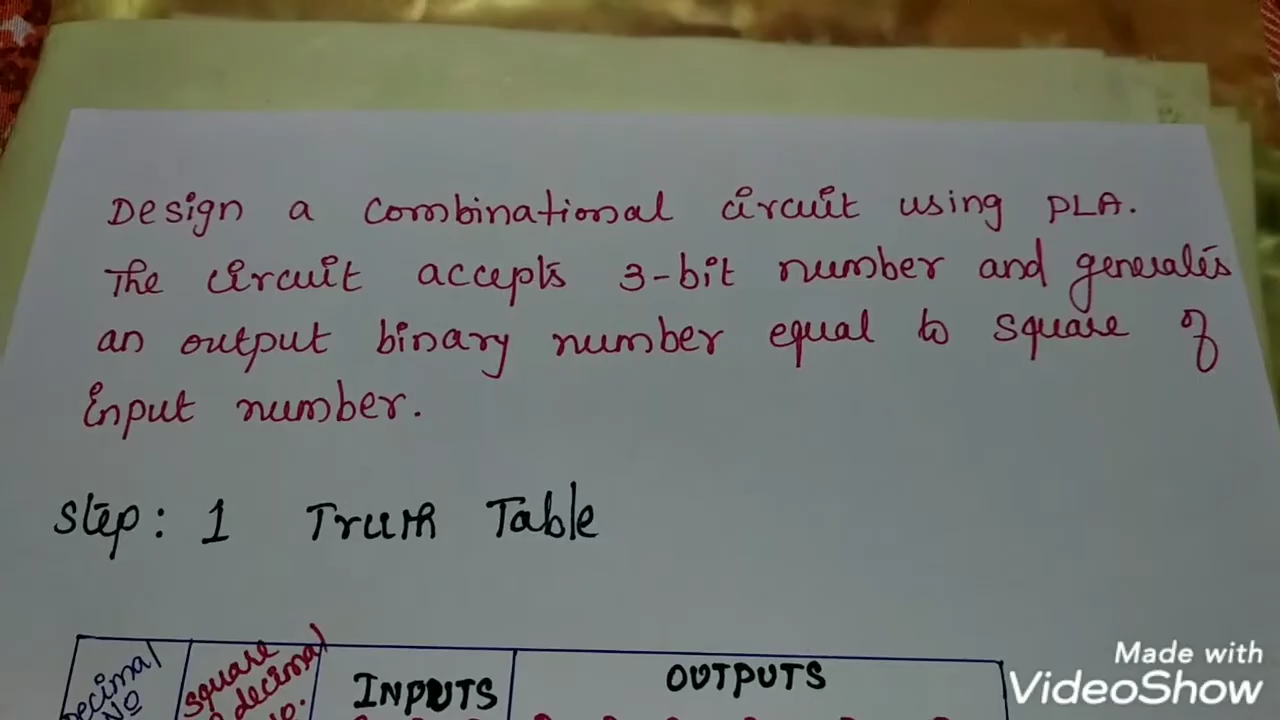 Design a combinational circuit using PLA.
The circuit accepts 3-bit number and generates
an output binary number equal to square of
input number.
Step: 1 Truth Table
Decimal No
Square decimal no.
INPUTS
OUTPUTS
Made with
VideoShow